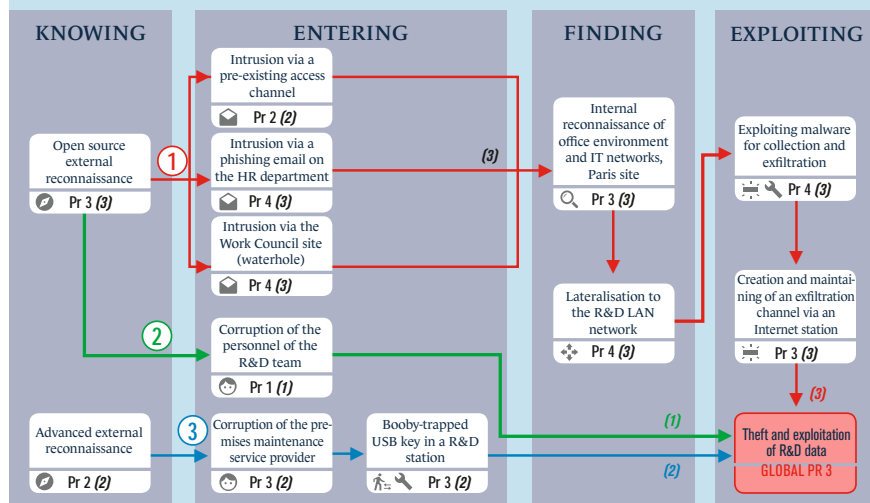 KNOWING
ENTERING
FINDING
EXPLOITING
Open source
external
reconnaissance
Pr 3 (3)
1
Intrusion via a
pre-existing access
channel
Pr 2 (2)
Intrusion via a
phishing email on
the HR department
Pr 4 (3)
Intrusion via the
Work Council site
(waterhole)
Pr 4 (3)
(3)
Internal
reconnaissance of
office environment
and IT networks,
Paris site
Pr 3 (3)
Lateralisation to
the R&D LAN
network
Pr 4 (3)
Exploiting malware
for collection and
exfiltration
Pr 4 (3)
Creation and maintai-
ning of an exfiltration
channel via an
Internet station
Pr 3 (3)
(3)
2
Corruption of the
personnel of the
R&D team
Pr 1 (1)
(1)
Advanced external
reconnaissance
Pr 2 (2)
3
Corruption of the pre-
mises maintenance
service provider
Pr 3 (2)
Booby-trapped
USB key in a R&D
station
Pr 3 (2)
(2)
Theft and exploitation
of R&D data
GLOBAL PR 3